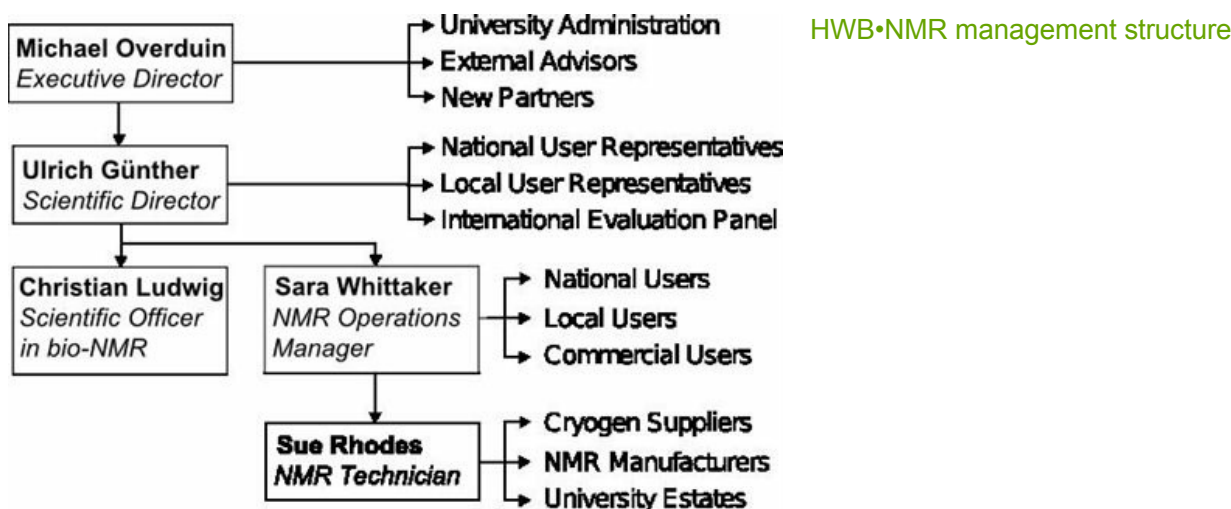 HWB•NMR management structure
Michael Overduin
Executive Director
University Administration
External Advisors
New Partners
Ulrich Günther
Scientific Director
National User Representatives
Local User Representatives
International Evaluation Panel
Christian Ludwig
Scientific Officer
in bio-NMR
Sara Whittaker
NMR Operations
Manager
National Users
Local Users
Commercial Users
Sue Rhodes
NMR Technician
Cryogen Suppliers
NMR Manufacturers
University Estates